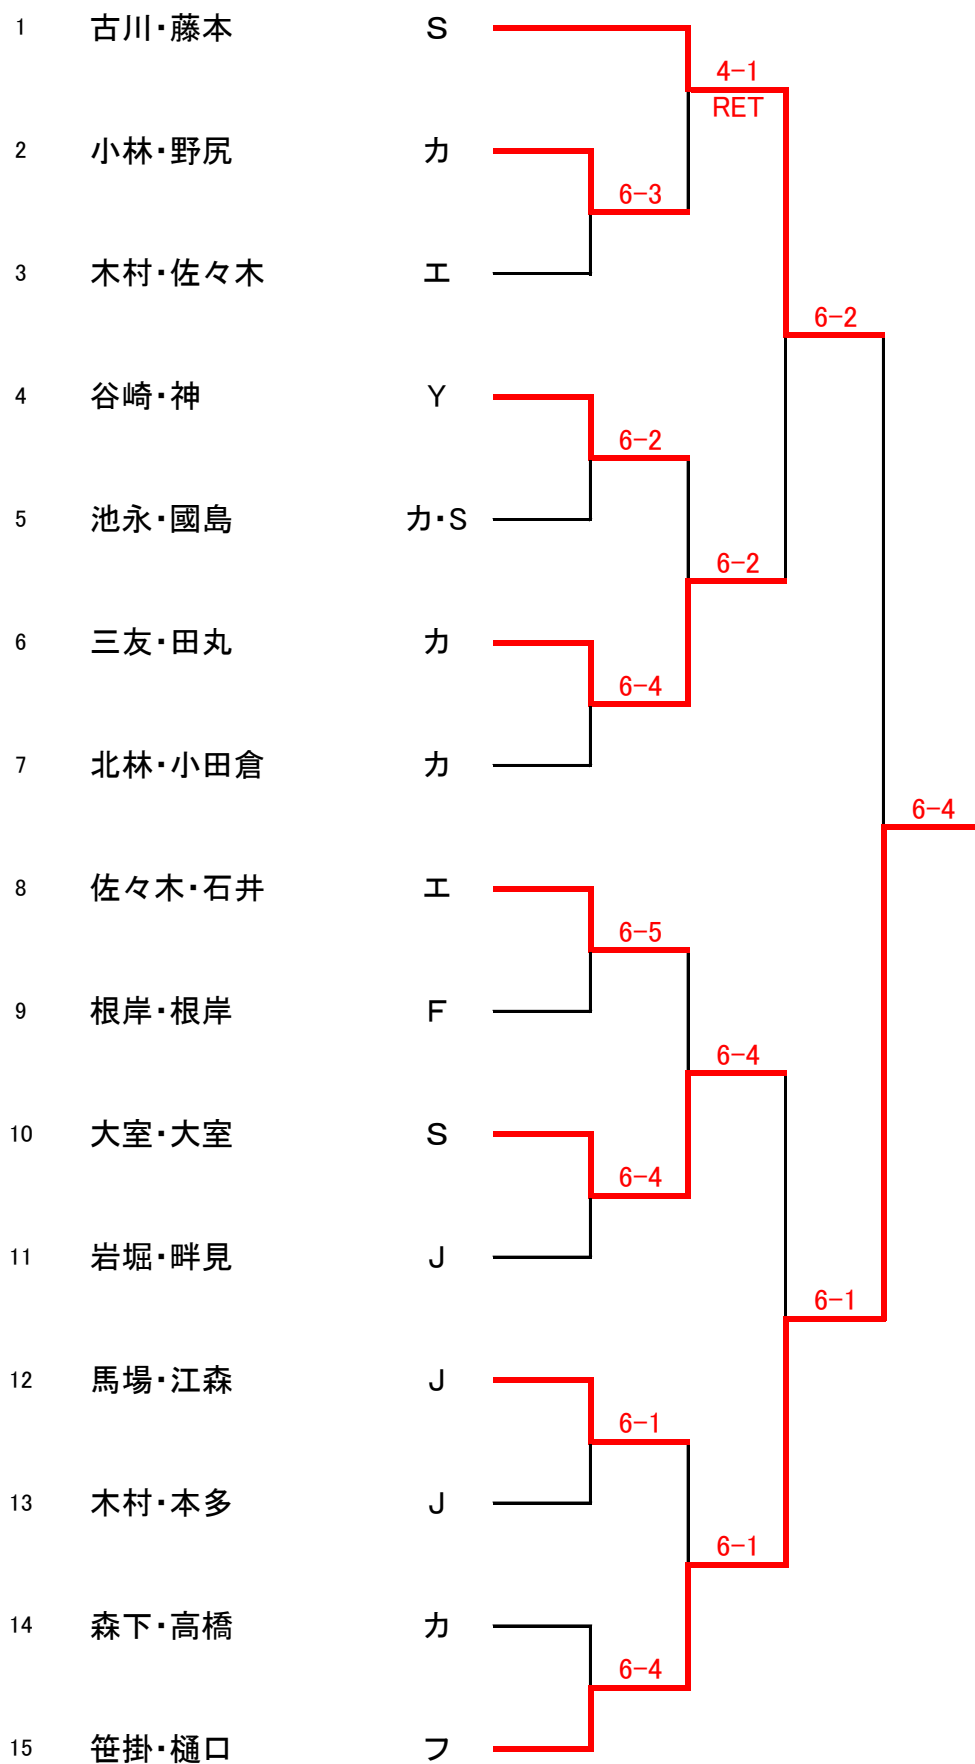 1 古川・藤本 S
4-1
RET
2 小林・野尻 カ
6-3
3 木村・佐々木 エ
6-2
4 谷崎・神 Y
6-2
5 池永・國島 カ・S
6-2
6 三友・田丸 カ
6-4
7 北林・小田倉 カ
6-4
8 佐々木・石井 エ
6-5
9 根岸・根岸 F
6-4
10 大室・大室 S
6-4
11 岩堀・畔見 J
6-1
12 馬場・江森 J
6-1
13 木村・本多 J
6-1
14 森下・高橋 カ
6-4
15 笹掛・樋口 フ